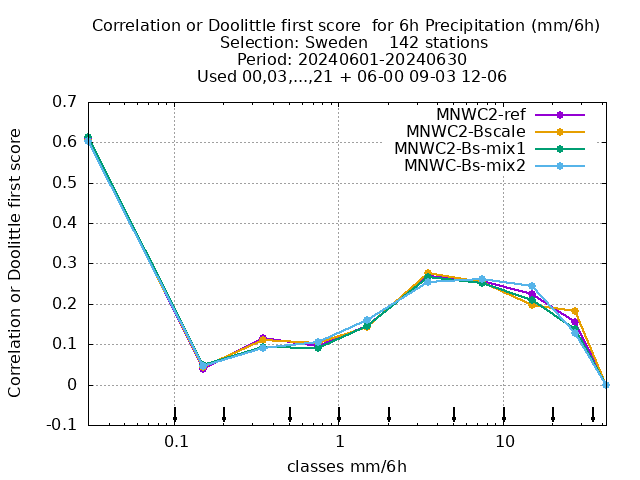 Correlation or Doolittle first score  for 6h Precipitation (mm/6h)
Selection: Sweden    142 stations
Period: 20240601-20240630
Used 00,03,...,21 + 06-00 09-03 12-06
MNWC2-ref
MNWC2-Bscale
MNWC2-Bs-mix1
MNWC-Bs-mix2
Correlation or Doolittle first score
0.7
0.6
0.5
0.4
0.3
0.2
0.1
0
-0.1
0.1 1 10
classes mm/6h